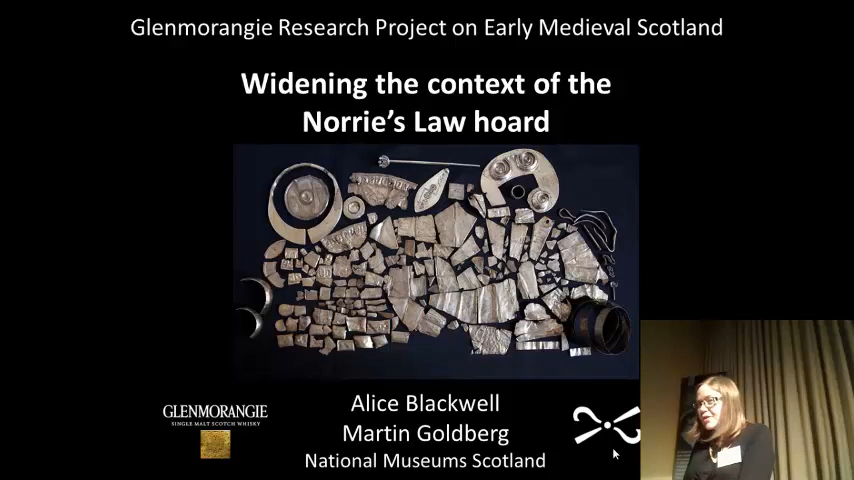 Glenmorangie Research Project on Early Medieval Scotland
Widening the context of the
Norrie's Law hoard
Alice Blackwell
Martin Goldberg
National Museums Scotland
GLENMORANGIE
SINGLE MALT SCOTCH WHISKY